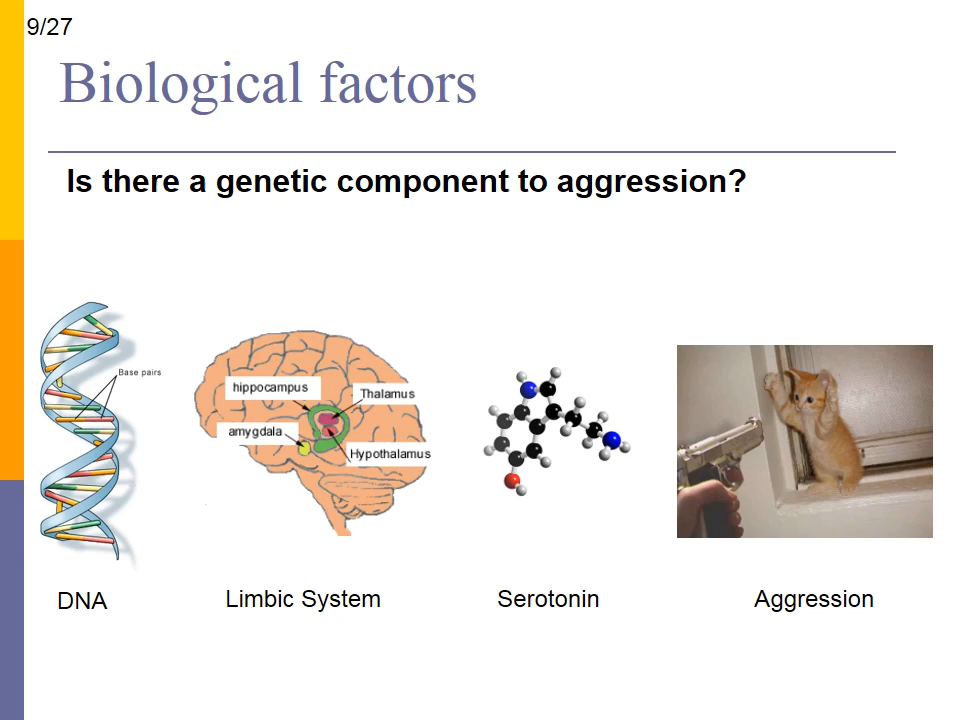 9/27
Biological factors
Is there a genetic component to aggression?
Base pairs
hippocampus
Thalamus
amygdala
Hypothalamus
DNA
Limbic System
Serotonin
Aggression